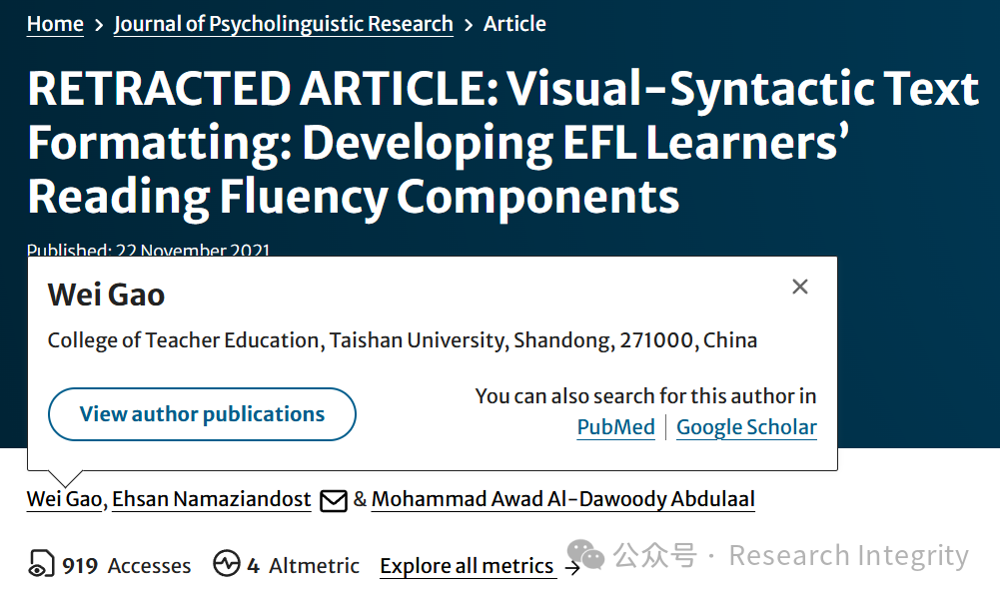 Home > Journal of Psycholinguistic Research > Article
RETRACTED ARTICLE: Visual-Syntactic Text
Formatting: Developing EFL Learners’
Reading Fluency Components
Published: 22 November 2021
Wei Gao
College of Teacher Education, Taishan University, Shandong, 271000, China
View author publications
You can also search for this author in
PubMed | Google Scholar
Wei Gao, Ehsan Namaziandost & Mohammad Awad Al-Dawoody Abdulaal
919 Accesses 4 Altmetric Explore all metrics →
公众号 · Research Integrity